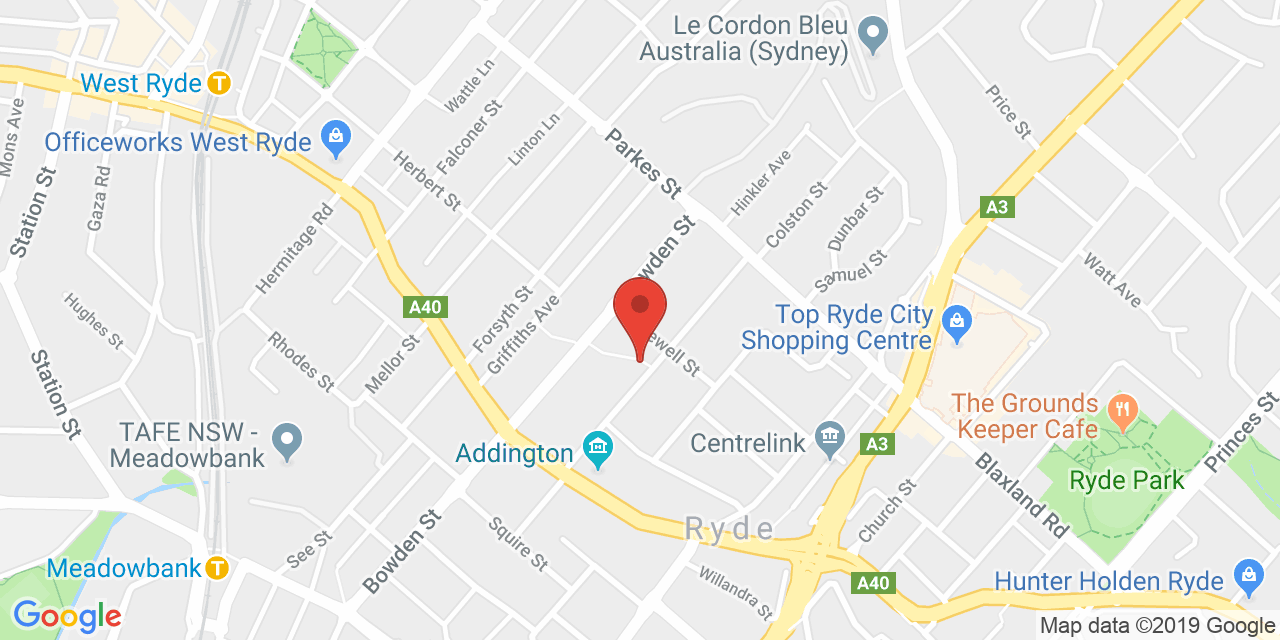 Le Cordon Bleu
Australia (Sydney)
West Ryde
T
Wattle Ln
Price St
Mons Ave
Officeworks West Ryde
Falconer St
Linton Ln
Parkes St
Herbert St
Hinkler Ave
Gaza Rd
Station St
Colston St
Dunbar St
A3
Hermitage Rd
Bowden St
Samuel St
Watt Ave
Hughes St
A40
Forsyth St
Griffiths Ave
Top Ryde City
Shopping Centre
Rhodes St
Mellor St
ewell St
Station St
The Grounds
Keeper Cafe
Princes St
TAFE NSW -
Meadowbank
Addington
Centrelink
A3
Ryde Park
Blaxland Rd
Church St
Ryde
Bowden St
Squire St
See St
Meadowbank
T
Willandra St
A40
Hunter Holden Ryde
Google
Map data ©2019 Google